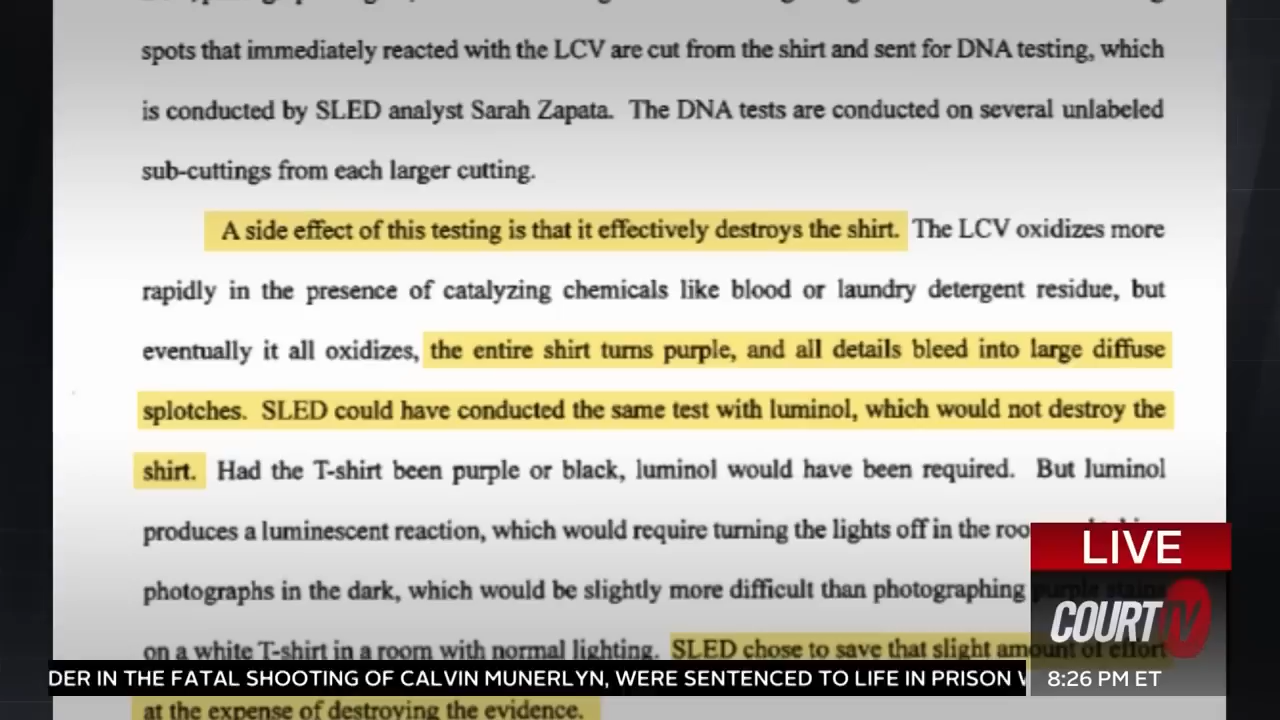 spots that immediately reacted with the LCV are cut from the shirt and sent for DNA testing, which
is conducted by SLED analyst Sarah Zapata. The DNA tests are conducted on several unlabeled
sub-cuttings from each larger cutting.
A side effect of this testing is that it effectively destroys the shirt. The LCV oxidizes more
rapidly in the presence of catalyzing chemicals like blood or laundry detergent residue, but
eventually it all oxidizes, the entire shirt turns purple, and all details bleed into large diffuse
splotches. SLED could have conducted the same test with luminol, which would not destroy the
shirt. Had the T-shirt been purple or black, luminol would have been required. But luminol
produces a luminescent reaction, which would require turning the lights off in the
photographs in the dark, which would be slightly more difficult than photographing purple stains
on a white T-shirt in a room with normal lighting. SLED chose to save that slight amount of effort
at the expense of destroying the evidence.
LIVE
COURT TV
DER IN THE FATAL SHOOTING OF CALVIN MUNERLYN, WERE SENTENCED TO LIFE IN PRISON
8:26 PM ET